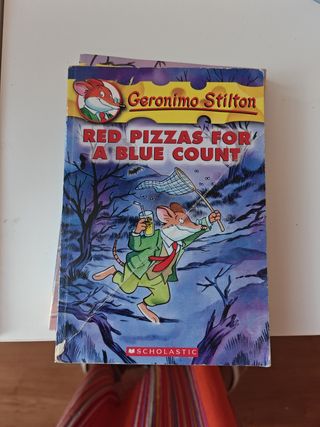 Geronimo Stilton
RED PIZZAS FOR
A BLUE COUNT
SCHOLASTIC